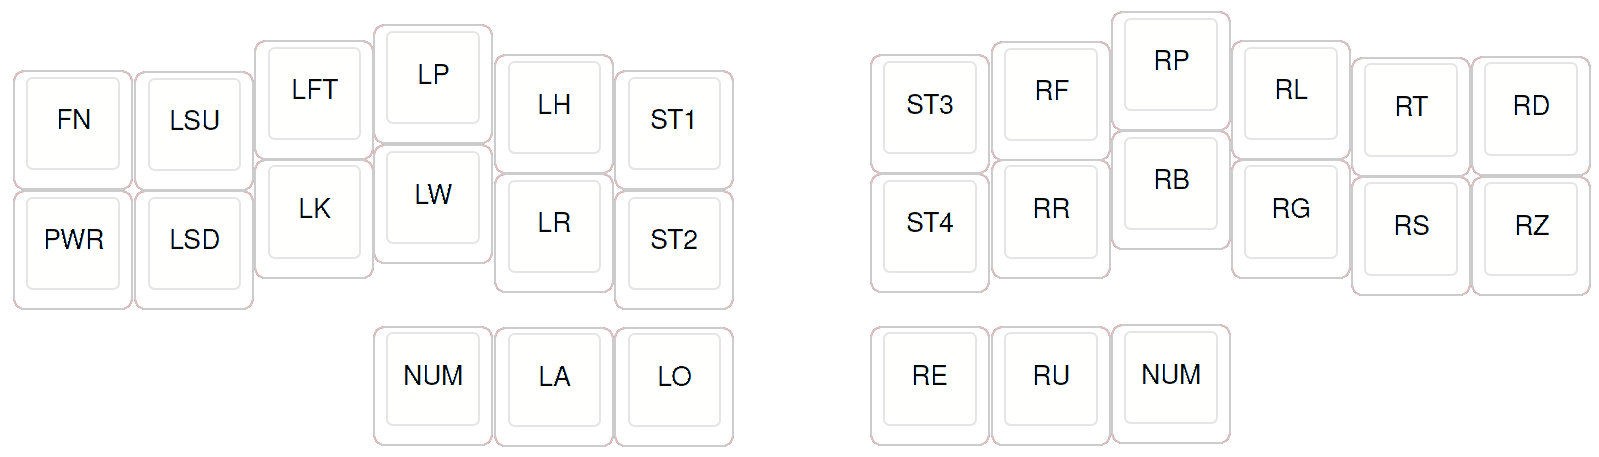 FN LSU LFT LP LH ST1 ST3 RF RP RL RT RD
PWR LSD LK LW LR ST2 ST4 RR RB RG RS RZ
NUM LA LO RE RU NUM